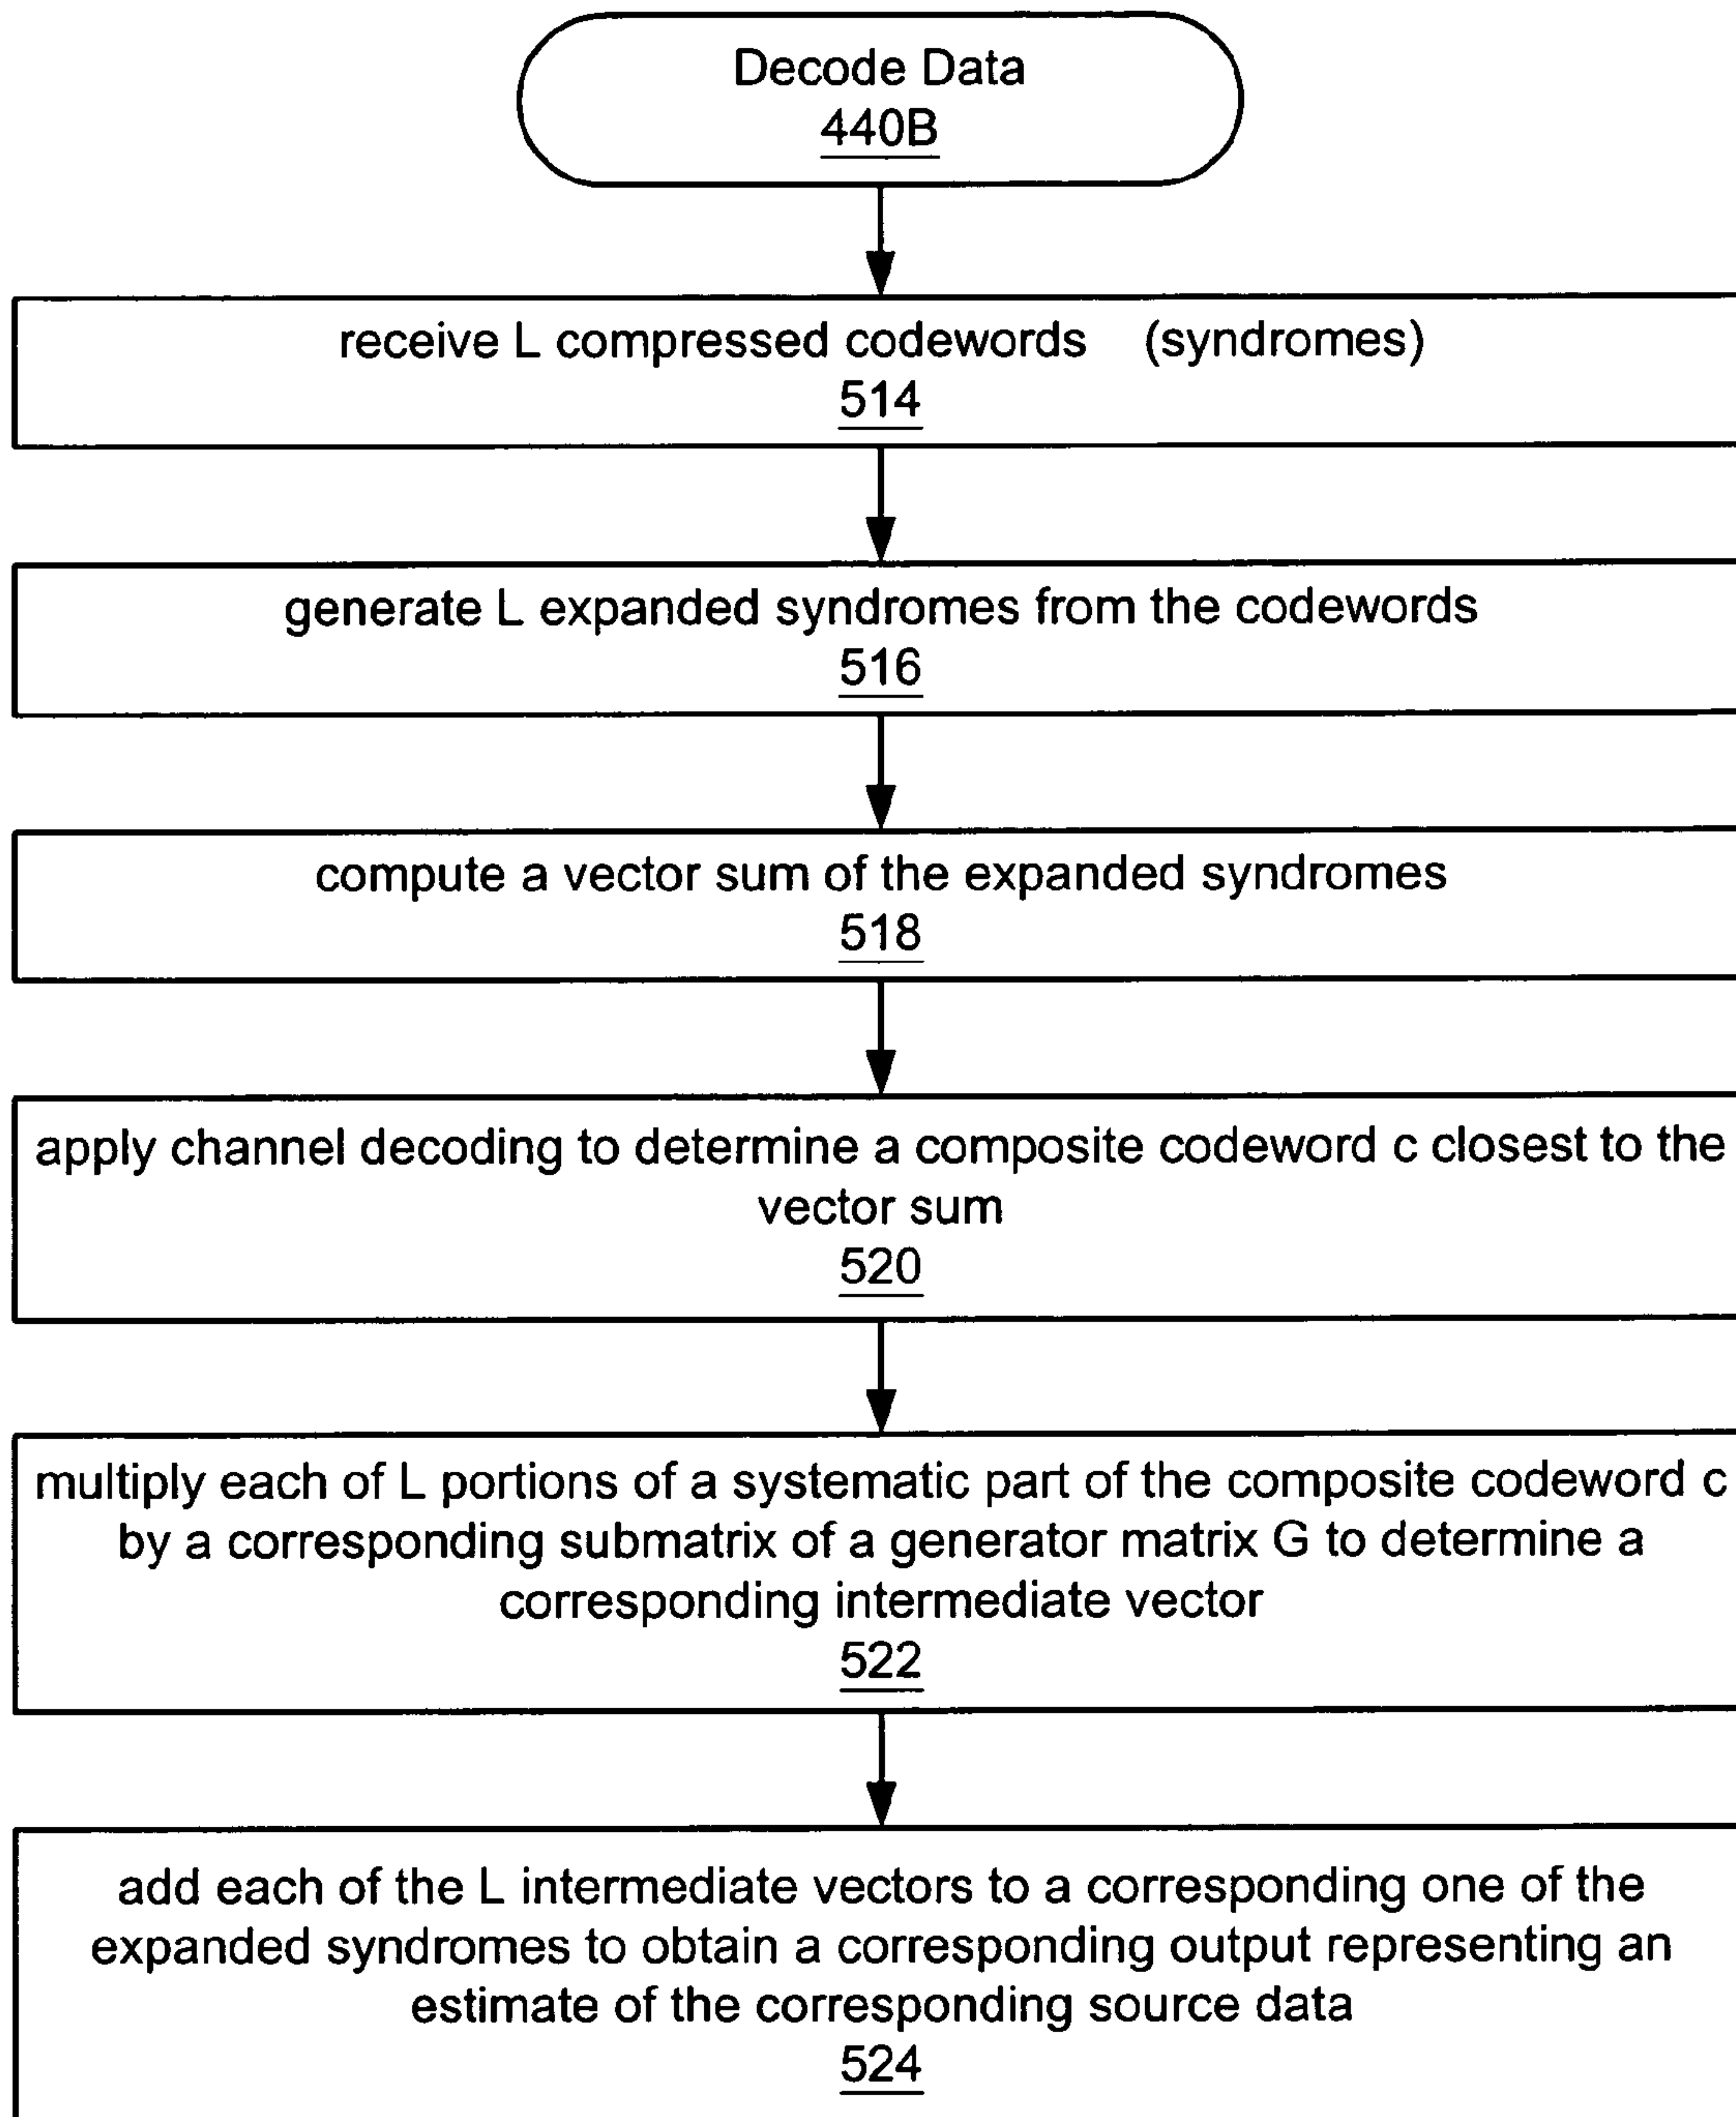 Decode Data
440B
receive L compressed codewords (syndromes)
514
generate L expanded syndromes from the codewords
516
compute a vector sum of the expanded syndromes
518
apply channel decoding to determine a composite codeword c closest to the
vector sum
520
multiply each of L portions of a systematic part of the composite codeword c
by a corresponding submatrix of a generator matrix G to determine a
corresponding intermediate vector
522
add each of the L intermediate vectors to a corresponding one of the
expanded syndromes to obtain a corresponding output representing an
estimate of the corresponding source data
524